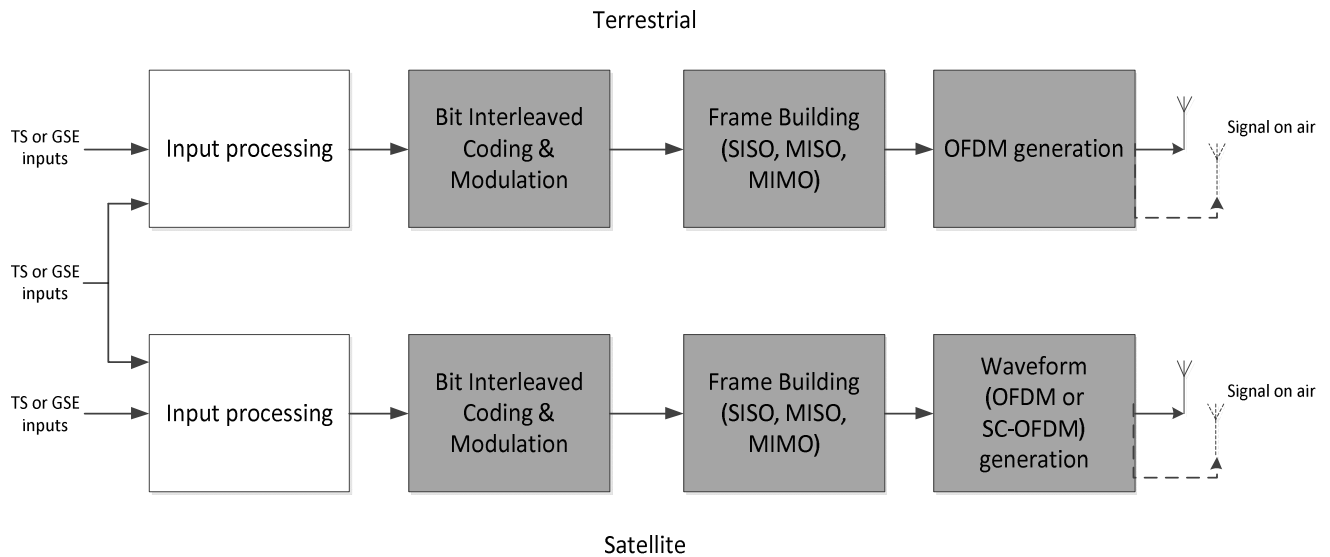 Terrestrial
TS or GSE
inputs
Input processing
Bit Interleaved
Coding &
Modulation
Frame Building
(SISO, MISO,
MIMO)
OFDM generation
Signal on air
TS or GSE
inputs
TS or GSE
inputs
Input processing
Bit Interleaved
Coding &
Modulation
Frame Building
(SISO, MISO,
MIMO)
Waveform
(OFDM or
SC-OFDM)
generation
Signal on air
Satellite